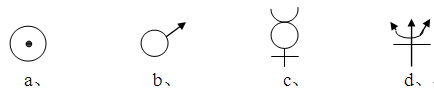 a、 b、 c、 d、